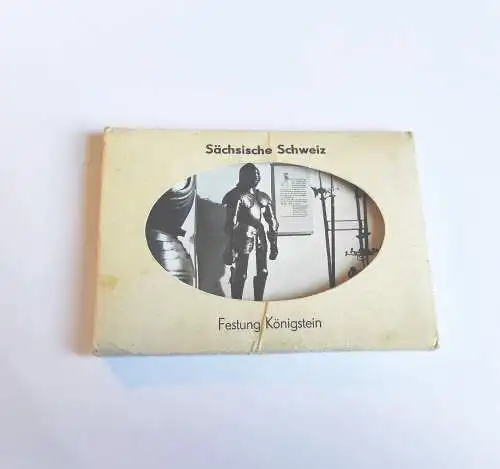 Sächsische Schweiz
Festung Königstein